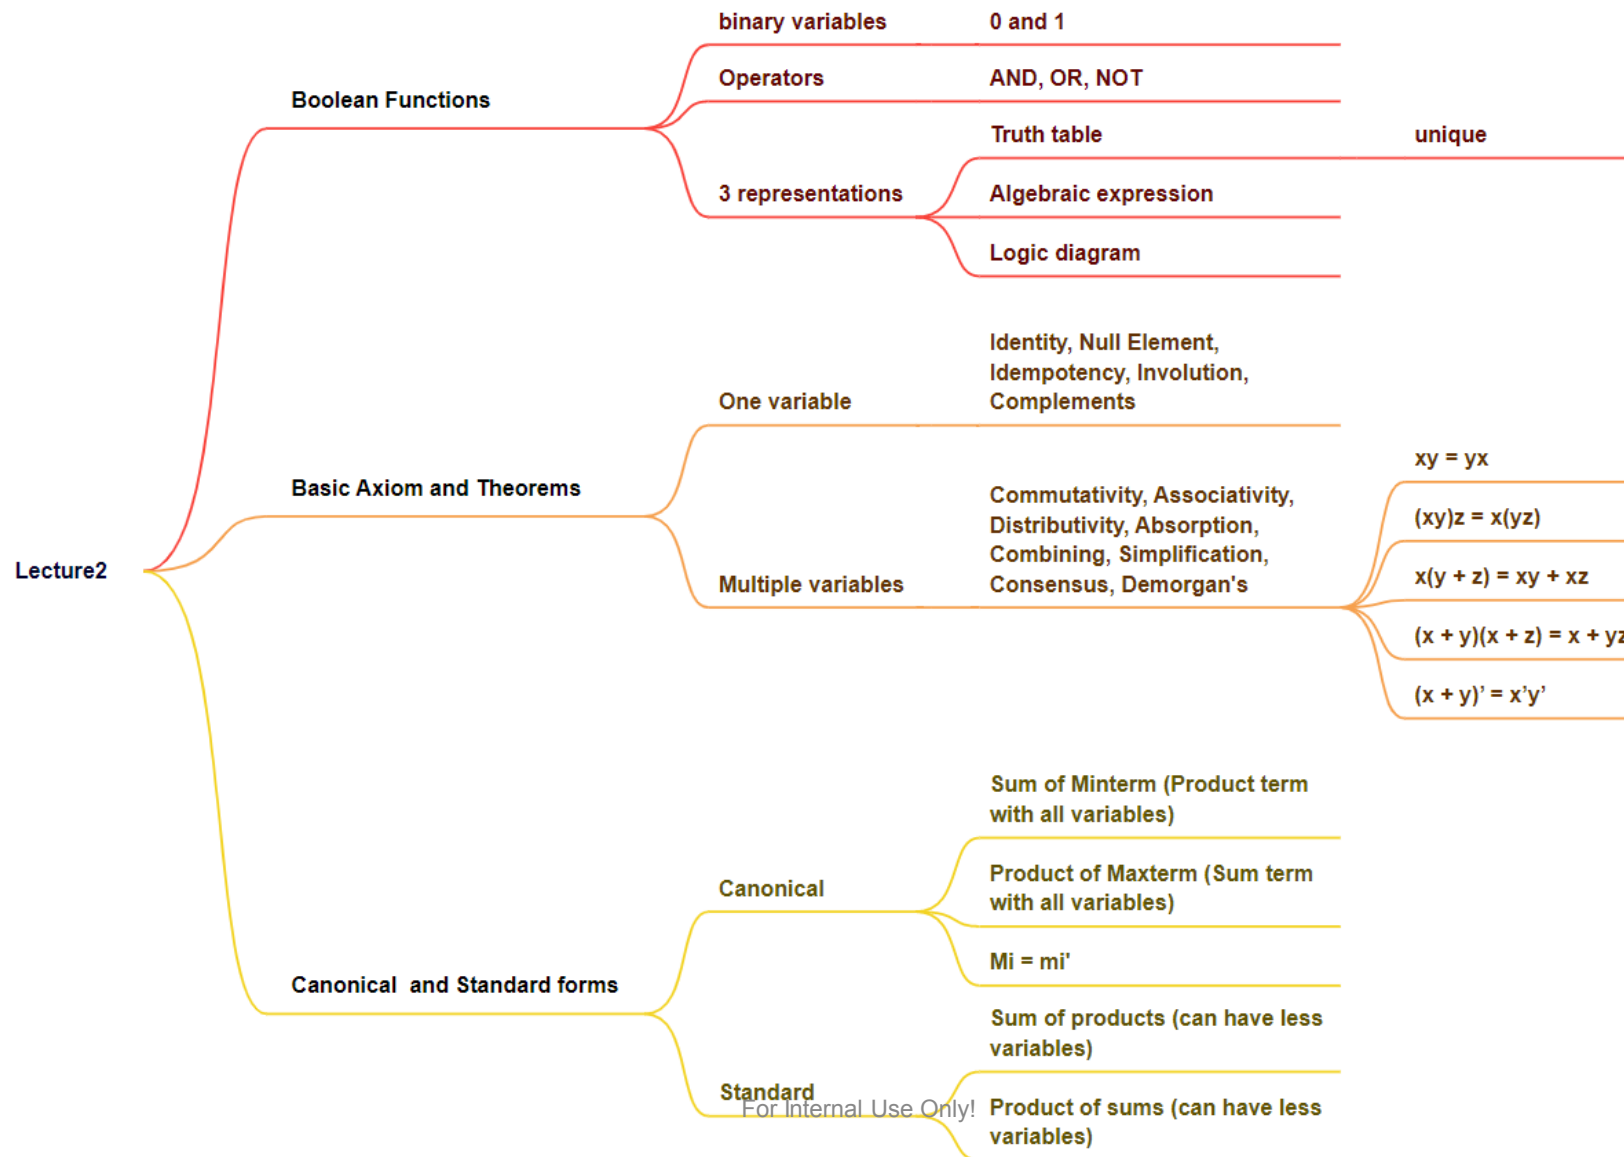 Lecture2
Boolean Functions
binary variables
0 and 1
Operators
AND, OR, NOT
3 representations
Truth table
unique
Algebraic expression
Logic diagram
Basic Axiom and Theorems
One variable
Identity, Null Element,
Idempotency, Involution,
Complements
Multiple variables
Commutativity, Associativity,
Distributivity, Absorption,
Combining, Simplification,
Consensus, Demorgan's
xy = yx
(xy)z = x(yz)
x(y + z) = xy + xz
(x + y)(x + z) = x + yz
(x + y)’ = x’y’
Canonical  and Standard forms
Canonical
Sum of Minterm (Product term
with all variables)
Product of Maxterm (Sum term
with all variables)
Mi = mi'
Standard
Sum of products (can have less
variables)
Product of sums (can have less
variables)
For Internal Use Only!